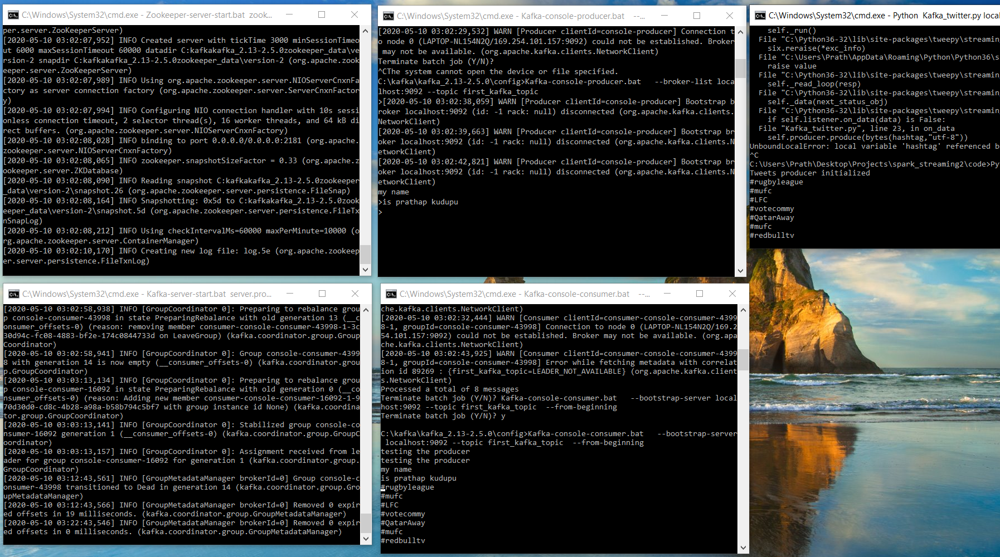 C:\Windows\System32\cmd.exe - Zookeeper-server-start.bat  zook...
per.server.ZooKeeperServer)
[2020-05-10 03:02:07,952] INFO Created server with tickTime 3000 minSessionTimeo
ut 6000 maxSessionTimeout 60000 datadir C:kafkakafka_2.13-2.5.0zookeeper_data\ve
rsion-2 snapdir C:kafkakafka_2.13-2.5.0zookeeper_data\version-2 (org.apache.zook
eeper.server.ZooKeeperServer)
[2020-05-10 03:02:07,989] INFO Using org.apache.zookeeper.server.NIOServerCnxnFa
ctory as server connection factory (org.apache.zookeeper.server.ServerCnxnFactor
y)
[2020-05-10 03:02:07,994] INFO Configuring NIO connection handler with 10s sessi
onless connection timeout, 2 selector thread(s), 16 worker threads, and 64 kB di
rect buffers. (org.apache.zookeeper.server.NIOServerCnxnFactory)
[2020-05-10 03:02:08,028] INFO binding to port 0.0.0.0/0.0.0.0:2181 (org.apache.
zookeeper.server.NIOServerCnxnFactory)
[2020-05-10 03:02:08,065] INFO zookeeper.snapshotSizeFactor = 0.33 (org.apache.z
ookeeper.server.ZKDatabase)
[2020-05-10 03:02:08,090] INFO Reading snapshot C:kafkakafka_2.13-2.5.0zookeeper
_data\version-2\snapshot.26 (org.apache.zookeeper.server.persistence.FileSnap)
[2020-05-10 03:02:08,164] INFO Snapshotting: 0x5d to C:kafkakafka_2.13-2.5.0zook
eeper_data\version-2\snapshot.5d (org.apache.zookeeper.server.persistence.FileTx
nSnapLog)
[2020-05-10 03:02:08,212] INFO Using checkIntervalMs=60000 maxPerMinute=10000 (o
rg.apache.zookeeper.server.ContainerManager)
[2020-05-10 03:02:10,170] INFO Creating new log file: log.5e (org.apache.zookeep
er.server.persistence.FileTxnLog)
C:\Windows\System32\cmd.exe - Kafka-console-producer.bat   --...
[2020-05-10 03:02:29,532] WARN [Producer clientId=console-producer] Connection t
o node 0 (LAPTOP-NL154N2Q/169.254.101.157:9092) could not be established. Broker
 may not be available. (org.apache.kafka.clients.NetworkClient)
Terminate batch job (Y/N)?
^CThe system cannot open the device or file specified.
C:\kafka\kafka_2.13-2.5.0\config>Kafka-console-producer.bat   --broker-list loca
lhost:9092 --topic first_kafka_topic
>[2020-05-10 03:02:38,059] WARN [Producer clientId=console-producer] Bootstrap b
roker localhost:9092 (id: -1 rack: null) disconnected (org.apache.kafka.clients.
NetworkClient)
[2020-05-10 03:02:39,663] WARN [Producer clientId=console-producer] Bootstrap br
oker localhost:9092 (id: -1 rack: null) disconnected (org.apache.kafka.clients.N
etworkClient)
[2020-05-10 03:02:42,821] WARN [Producer clientId=console-producer] Bootstrap br
oker localhost:9092 (id: -1 rack: null) disconnected (org.apache.kafka.clients.N
etworkClient)
my name
>is prathap kudupu
>
C:\Windows\System32\cmd.exe - Python  Kafka_twitter.py local
self._run()
File "C:\Python36-32\lib\site-packages\tweepy\streamin
six.reraise(*exc_info)
File "C:\Users\Prath\AppData\Roaming\Python\Python36\s
raise value
File "C:\Python36-32\lib\site-packages\tweepy\streamin
self._read_loop(resp)
File "C:\Python36-32\lib\site-packages\tweepy\streamin
self._data(next_status_obj)
File "C:\Python36-32\lib\site-packages\tweepy\streamin
if self.listener.on_data(data) is False:
File "Kafka_twitter.py", line 23, in on_data
self.producer.produce(bytes(hashtag,"utf-8"))
UnboundLocalError: local variable 'hashtag' referenced b
^C
C:\Users\Prath\Desktop\Projects\spark_streaming2\code>Py
Tweets producer initialized
#rugbyleague
#mufc
#LFC
#votecommy
#QatarAway
#mufc
#redbulltv
C:\Windows\System32\cmd.exe - Kafka-server-start.bat  server.pro...
[2020-05-10 03:02:58,938] INFO [GroupCoordinator 0]: Preparing to rebalance grou
p console-consumer-43998 in state PreparingRebalance with old generation 13 (__c
onsumer_offsets-0) (reason: removing member consumer-console-consumer-43998-1-3c
30d94c-fc08-4883-bf2e-174c0844733d on LeaveGroup) (kafka.coordinator.group.Group
Coordinator)
[2020-05-10 03:02:58,941] INFO [GroupCoordinator 0]: Group console-consumer-4399
8 with generation 14 is now empty (__consumer_offsets-0) (kafka.coordinator.grou
p.GroupCoordinator)
[2020-05-10 03:03:13,134] INFO [GroupCoordinator 0]: Preparing to rebalance grou
p console-consumer-16092 in state PreparingRebalance with old generation 0 (__co
nsumer_offsets-0) (reason: Adding new member consumer-console-consumer-16092-1-9
70d30d0-cd8c-4b28-a98a-b58b794c5bf7 with group instance id None) (kafka.coordina
tor.group.GroupCoordinator)
[2020-05-10 03:03:13,141] INFO [GroupCoordinator 0]: Stabilized group console-co
nsumer-16092 generation 1 (__consumer_offsets-0) (kafka.coordinator.group.GroupC
oordinator)
[2020-05-10 03:03:13,157] INFO [GroupCoordinator 0]: Assignment received from le
ader for group console-consumer-16092 for generation 1 (kafka.coordinator.group.
GroupCoordinator)
[2020-05-10 03:12:43,561] INFO [GroupMetadataManager brokerId=0] Group console-c
onsumer-43998 transitioned to Dead in generation 14 (kafka.coordinator.group.Gro
upMetadataManager)
[2020-05-10 03:12:43,566] INFO [GroupMetadataManager brokerId=0] Removed 0 expir
ed offsets in 19 milliseconds. (kafka.coordinator.group.GroupMetadataManager)
[2020-05-10 03:22:43,546] INFO [GroupMetadataManager brokerId=0] Removed 0 expir
ed offsets in 0 milliseconds. (kafka.coordinator.group.GroupMetadataManager)
C:\Windows\System32\cmd.exe - Kafka-console-consumer.bat   --...
che.kafka.clients.NetworkClient)
[2020-05-10 03:02:32,444] WARN [Consumer clientId=consumer-console-consumer-4399
8-1, groupId=console-consumer-43998] Connection to node 0 (LAPTOP-NL154N2Q/169.2
54.101.157:9092) could not be established. Broker may not be available. (org.apa
che.kafka.clients.NetworkClient)
[2020-05-10 03:02:43,925] WARN [Consumer clientId=consumer-console-consumer-4399
8-1, groupId=console-consumer-43998] Error while fetching metadata with correlat
ion id 89269 : {first_kafka_topic=LEADER_NOT_AVAILABLE} (org.apache.kafka.client
s.NetworkClient)
Processed a total of 8 messages
Terminate batch job (Y/N)? Kafka-console-consumer.bat   --bootstrap-server local
host:9092 --topic first_kafka_topic  --from-beginning
Terminate batch job (Y/N)? y
C:\kafka\kafka_2.13-2.5.0\config>Kafka-console-consumer.bat   --bootstrap-server
 localhost:9092 --topic first_kafka_topic  --from-beginning
testing the producer
testing the producer
my name
is prathap kudupu
#rugbyleague
#mufc
#LFC
#votecommy
#QatarAway
#mufc
#redbulltv